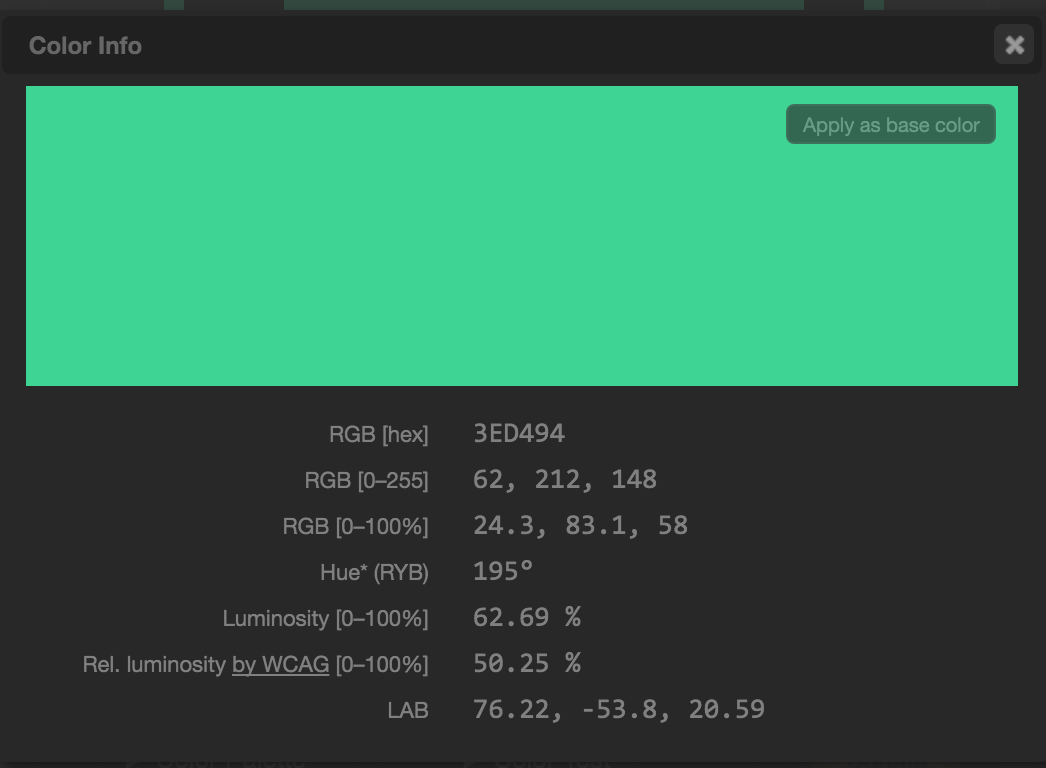 Color Info
Apply as base color
RGB [hex] 3ED494
RGB [0–255] 62, 212, 148
RGB [0–100%] 24.3, 83.1, 58
Hue* (RYB) 195°
Luminosity [0–100%] 62.69 %
Rel. luminosity by WCAG [0–100%] 50.25 %
LAB 76.22, -53.8, 20.59